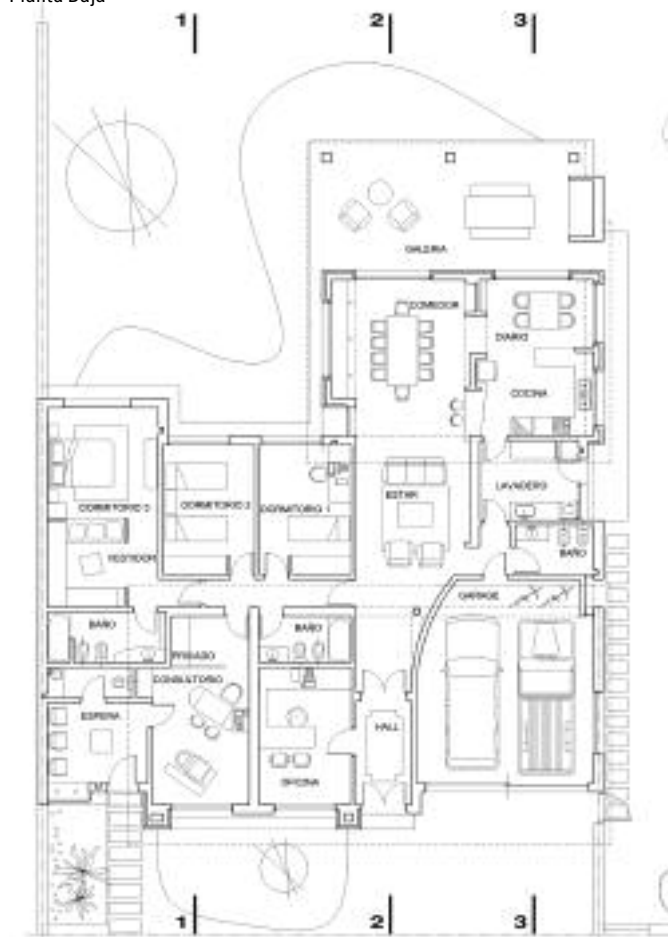 Planta Baja
1 2 3
GALERIA
COMEDOR
DIARIO
COCINA
ESTAR
LAVADERO
DORMITORIO 3
DORMITORIO 2
DORMITORIO 1
VESTIDOR
BAÑO
GARAGE
BAÑO
BAÑO
PRIVADO
CONSULTORIO
ESPERA
HALL
OFICINA
1 2 3